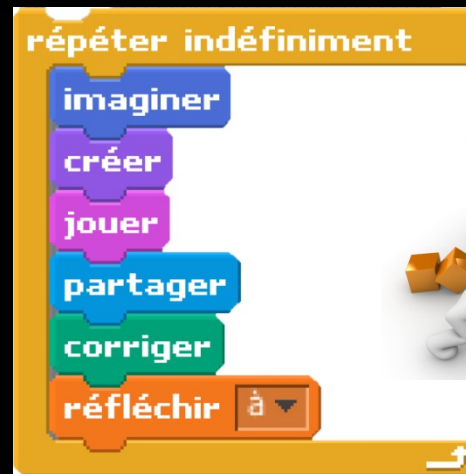 répéter indéfiniment
imaginer
créer
jouer
partager
corriger
réfléchir à